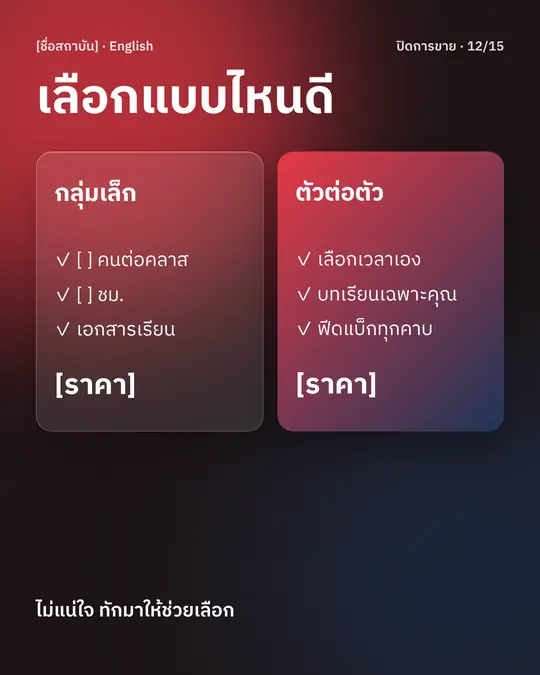 [ชื่อสถาบัน] · English
ปิดการขาย · 12/15
เลือกแบบไหนดี
กลุ่มเล็ก
✓ [ ] คนต่อคลาส
✓ [ ] ชม.
✓ เอกสารเรียน
[ราคา]
ตัวต่อตัว
✓ เลือกเวลาเอง
✓ บทเรียนเฉพาะคุณ
✓ ฟีดแบ็กทุกคาบ
[ราคา]
ไม่แน่ใจ ทักมาให้ช่วยเลือก